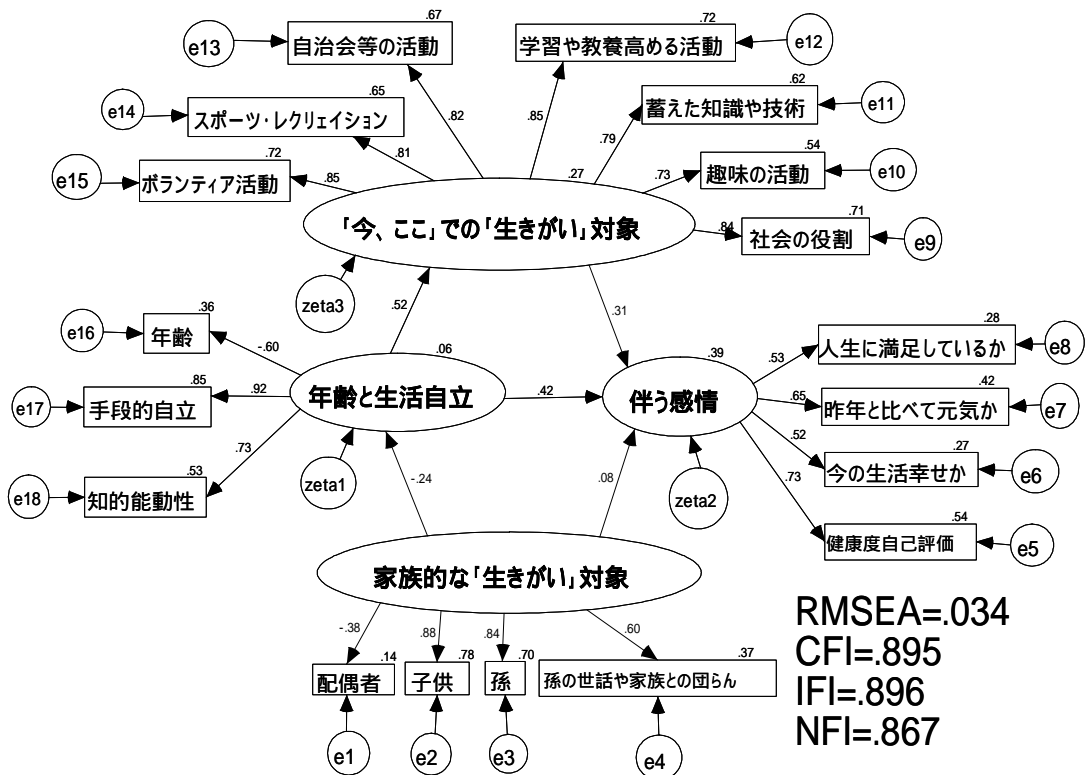 .67
自治会等の活動
e13
.72
学習や教養高める活動
e12
.65
スポーツ・レクリェイション
e14
.62
蓄えた知識や技術
e11
.72
ボランティア活動
e15
.54
趣味の活動
e10
.71
社会の役割
e9
.82
.85
.81
.79
.85
.73
.84
.27
「今、ここ」での「生きがい」対象
zeta3
.52
.31
.36
年齢
e16
-.60
.85
手段的自立
e17
.92
.53
知的能動性
e18
.73
.06
年齢と生活自立
zeta1
.42
.39
伴う感情
zeta2
.28
人生に満足しているか
e8
.53
.42
昨年と比べて元気か
e7
.65
.27
今の生活幸せか
e6
.52
.54
健康度自己評価
e5
.73
-.24
.08
家族的な「生きがい」対象
-.38
.88
.84
.60
.14
配偶者
.78
子供
.70
孫
.37
孫の世話や家族との団らん
e1
e2
e3
e4
RMSEA=.034
CFI=.895
IFI=.896
NFI=.867